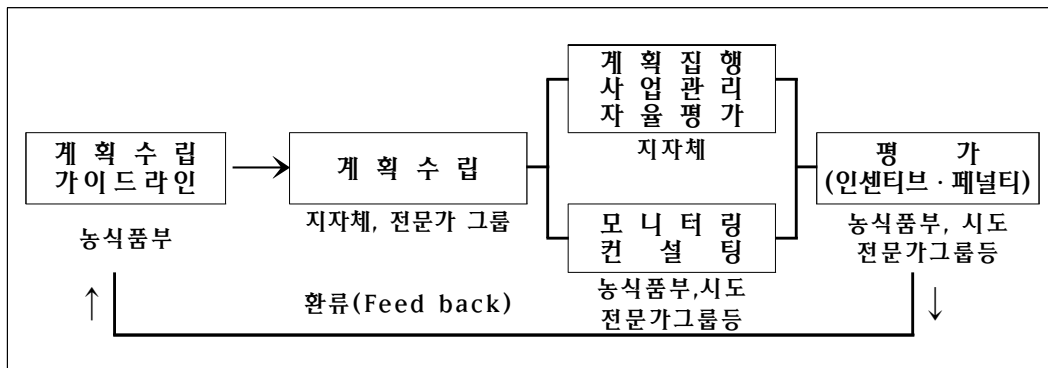 계획수립
가이드라인
농식품부
계획수립
지자체, 전문가 그룹
계획집행
사업관리
자율평가
지자체
모니터링
컨설팅
농식품부,시도
전문가그룹등
평가
(인센티브·페널티)
농식품부, 시도
전문가그룹등
환류(Feed back)